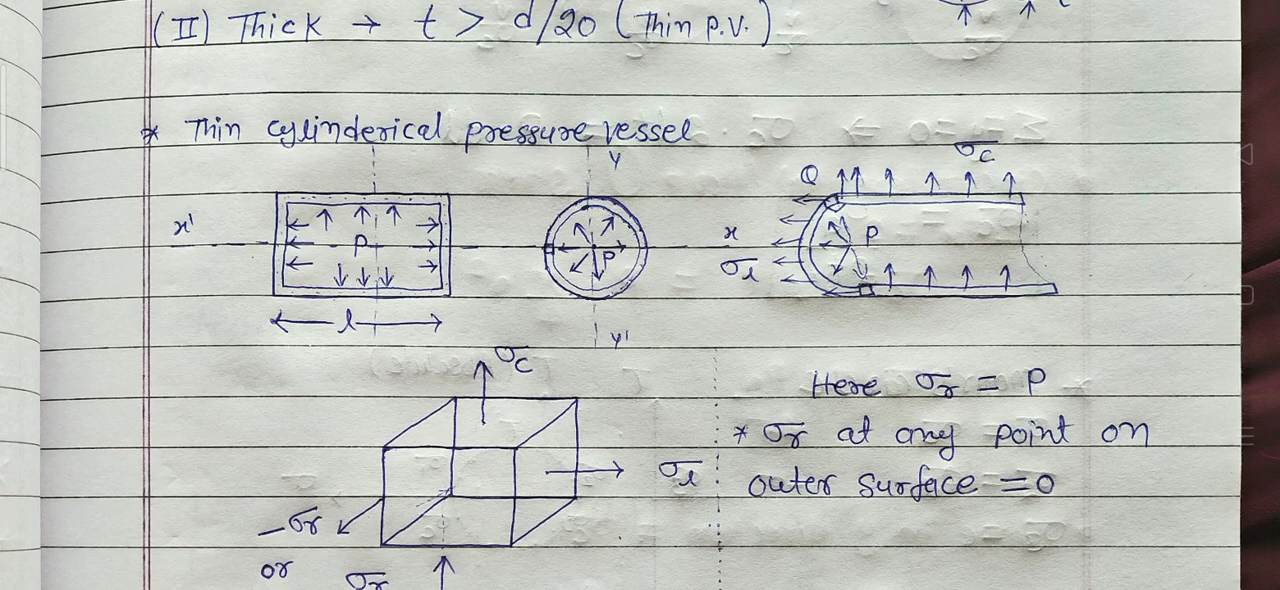 (II) Thick → t > d/20 (Thin P.V.)
* Thin cylinderical pressure vessel
y
σc
Q
x'
P
P
x
P
σl
l
y'
σc
Here σr = P
* σr at any point on
σl
outer surface = 0
-σr
or
σr